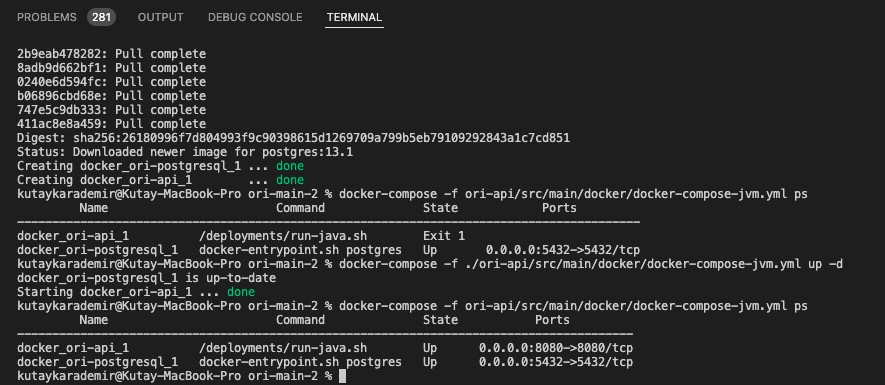 PROBLEMS 281 OUTPUT DEBUG CONSOLE TERMINAL
2b9eab478282: Pull complete
8adb9d662bf1: Pull complete
0240e6d594fc: Pull complete
b06896cbd68e: Pull complete
747e5c9db333: Pull complete
411ac8e8a459: Pull complete
Digest: sha256:26180996f7d804993f9c90398615d1269709a799b5eb79109292843a1c7cd851
Status: Downloaded newer image for postgres:13.1
Creating docker_ori-postgresql_1 ... done
Creating docker_ori-api_1        ... done
kutaykarademir@Kutay-MacBook-Pro ori-main-2 % docker-compose -f ori-api/src/main/docker/docker-compose-jvm.yml ps
         Name                        Command              State           Ports
-----------------------------------------------------------------------------------------
docker_ori-api_1          /deployments/run-java.sh        Exit 1
docker_ori-postgresql_1   docker-entrypoint.sh postgres   Up       0.0.0.0:5432->5432/tcp
kutaykarademir@Kutay-MacBook-Pro ori-main-2 % docker-compose -f ./ori-api/src/main/docker/docker-compose-jvm.yml up -d
docker_ori-postgresql_1 is up-to-date
Starting docker_ori-api_1 ... done
kutaykarademir@Kutay-MacBook-Pro ori-main-2 % docker-compose -f ori-api/src/main/docker/docker-compose-jvm.yml ps
         Name                        Command              State          Ports
----------------------------------------------------------------------------------------
docker_ori-api_1          /deployments/run-java.sh        Up      0.0.0.0:8080->8080/tcp
docker_ori-postgresql_1   docker-entrypoint.sh postgres   Up      0.0.0.0:5432->5432/tcp
kutaykarademir@Kutay-MacBook-Pro ori-main-2 %